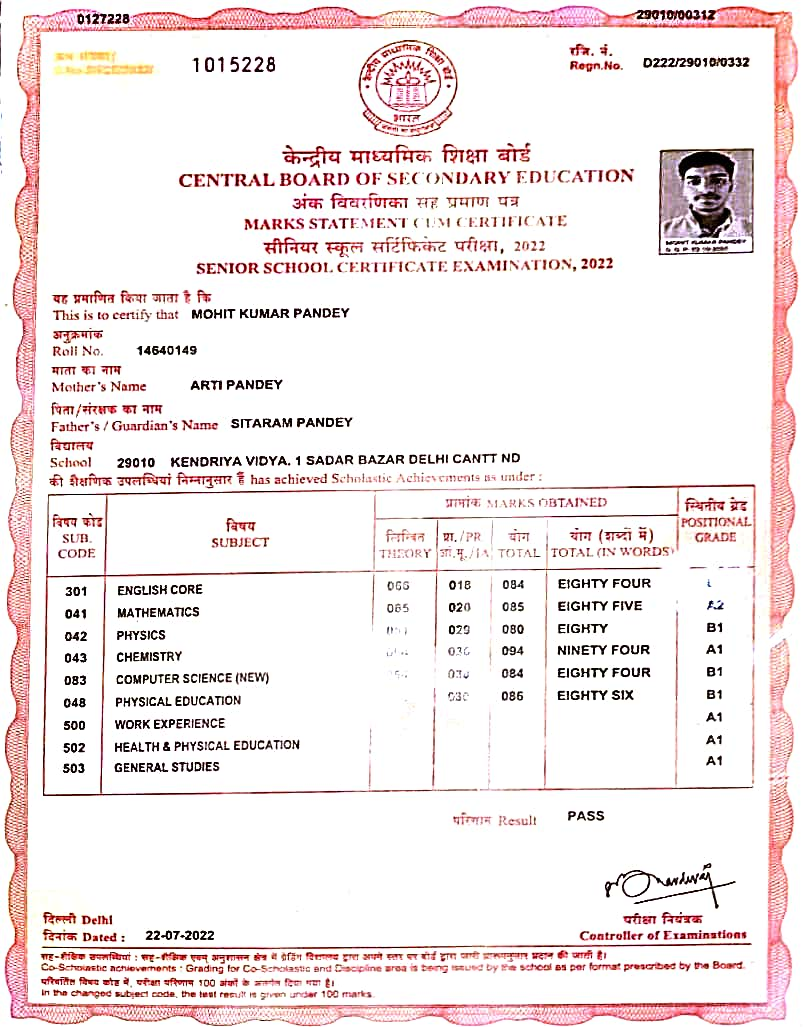 0127228
29010/00312
1015228
रजि. नं.
Regn.No. D222/29010/0332
केन्द्रीय माध्यमिक शिक्षा बोर्ड
भारत
केन्द्रीय माध्यमिक शिक्षा बोर्ड
CENTRAL BOARD OF SECONDARY EDUCATION
अंक विवरणिका सह प्रमाण पत्र
MARKS STATEMENT CUM CERTIFICATE
सीनियर स्कूल सर्टिफिकेट परीक्षा, 2022
SENIOR SCHOOL CERTIFICATE EXAMINATION, 2022
MOHIT KUMAR PANDEY
यह प्रमाणित किया जाता है कि
This is to certify that MOHIT KUMAR PANDEY
अनुक्रमांक
Roll No. 14640149
माता का नाम
Mother's Name ARTI PANDEY
पिता/संरक्षक का नाम
Father's / Guardian's Name SITARAM PANDEY
विद्यालय
School 29010 KENDRIYA VIDYA. 1 SADAR BAZAR DELHI CANTT ND
की शैक्षणिक उपलब्धियां निम्नानुसार हैं has achieved Scholastic Achievements as under :
विषय कोड SUB. CODE
विषय SUBJECT
प्राप्तांक MARKS OBTAINED
लिखित THEORY
प्रा./PR आं.मू./IA
योग TOTAL
योग (शब्दों में) TOTAL (IN WORDS)
स्थितीय ग्रेड POSITIONAL GRADE
301 ENGLISH CORE 066 018 084 EIGHTY FOUR
041 MATHEMATICS 065 020 085 EIGHTY FIVE A2
042 PHYSICS 029 080 EIGHTY B1
043 CHEMISTRY 094 NINETY FOUR A1
083 COMPUTER SCIENCE (NEW) 084 EIGHTY FOUR B1
048 PHYSICAL EDUCATION 086 EIGHTY SIX B1
500 WORK EXPERIENCE A1
502 HEALTH & PHYSICAL EDUCATION A1
503 GENERAL STUDIES A1
परिणाम Result PASS
दिल्ली Delhi
दिनांक Dated : 22-07-2022
परीक्षा नियंत्रक
Controller of Examinations
सह-शैक्षिक उपलब्धियां : सह-शैक्षिक एवम् अनुशासन क्षेत्र में ग्रेडिंग विद्यालय द्वारा अपने स्तर पर बोर्ड द्वारा जारी प्रारूपानुसार प्रदान की जाती है।
Co-Scholastic achievements : Grading for Co-Scholastic and Discipline area is being issued by the school as per format prescribed by the Board.
परिवर्तित विषय कोड में, परीक्षा परिणाम 100 अंकों के अन्तर्गत दिया गया है।
In the changed subject code, the test result is given under 100 marks.